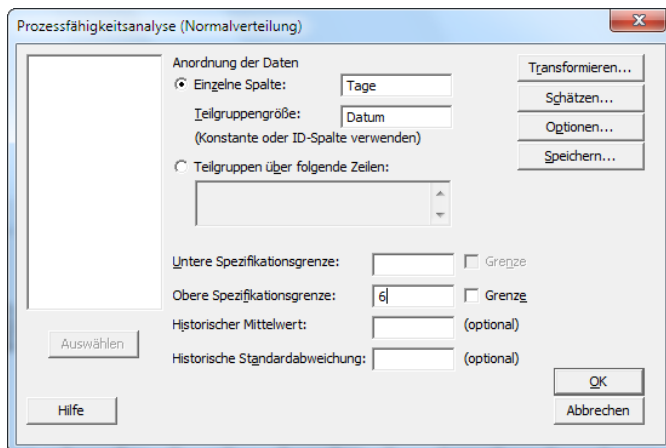 Prozessfähigkeitsanalyse (Normalverteilung)
Anordnung der Daten
Einzelne Spalte: Tage
Teilgruppengröße: Datum
(Konstante oder ID-Spalte verwenden)
Teilgruppen über folgende Zeilen:
Transformieren...
Schätzen...
Optionen...
Speichern...
Untere Spezifikationsgrenze: Grenze
Obere Spezifikationsgrenze: 6 Grenze
Historischer Mittelwert: (optional)
Historische Standardabweichung: (optional)
Auswählen
Hilfe
OK
Abbrechen